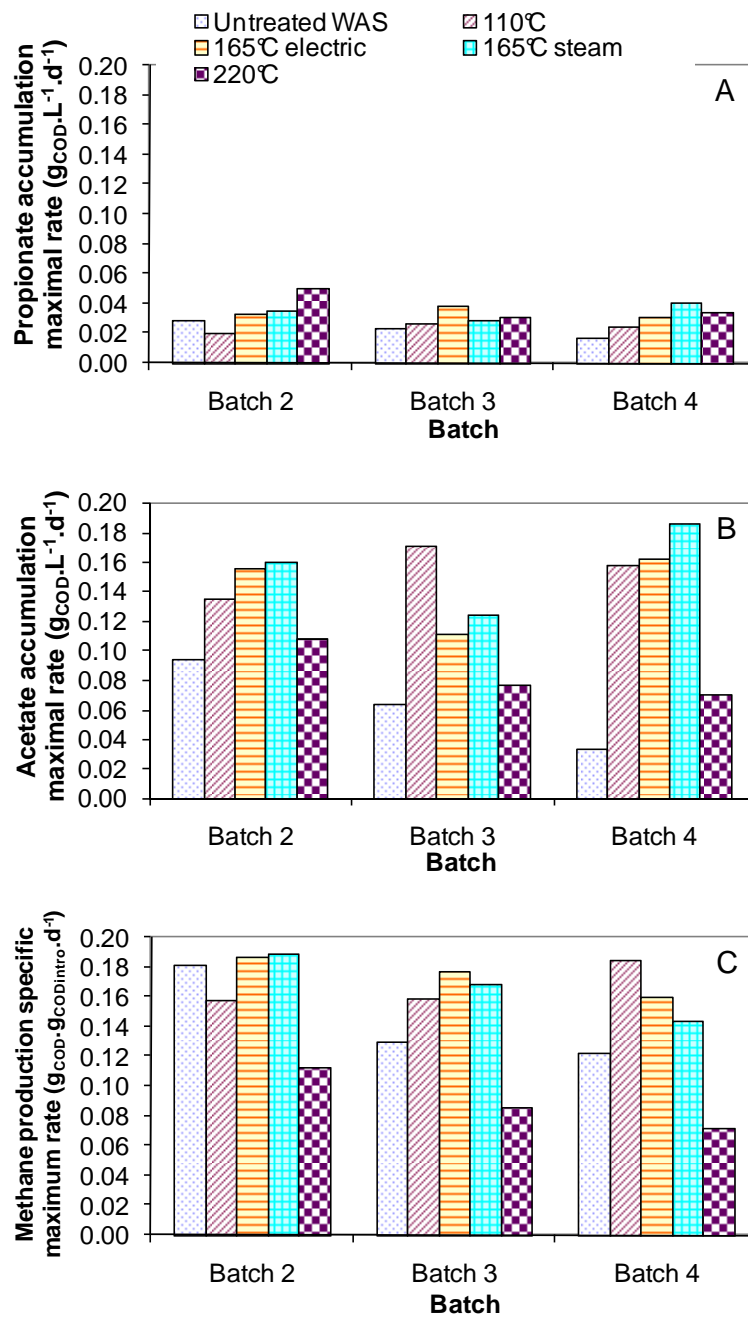 Untreated WAS 110°C
165°C electric 165°C steam
220°C
A
Propionate accumulation
maximal rate (gCOD.L-1.d-1)
0.20
0.18
0.16
0.14
0.12
0.10
0.08
0.06
0.04
0.02
0.00
Batch 2 Batch 3 Batch 4
Batch
B
Acetate accumulation
maximal rate (gCOD.L-1.d-1)
0.20
0.18
0.16
0.14
0.12
0.10
0.08
0.06
0.04
0.02
0.00
Batch 2 Batch 3 Batch 4
Batch
C
Methane production specific
maximum rate (gCOD.gCODintro.d-1)
0.20
0.18
0.16
0.14
0.12
0.10
0.08
0.06
0.04
0.02
0.00
Batch 2 Batch 3 Batch 4
Batch